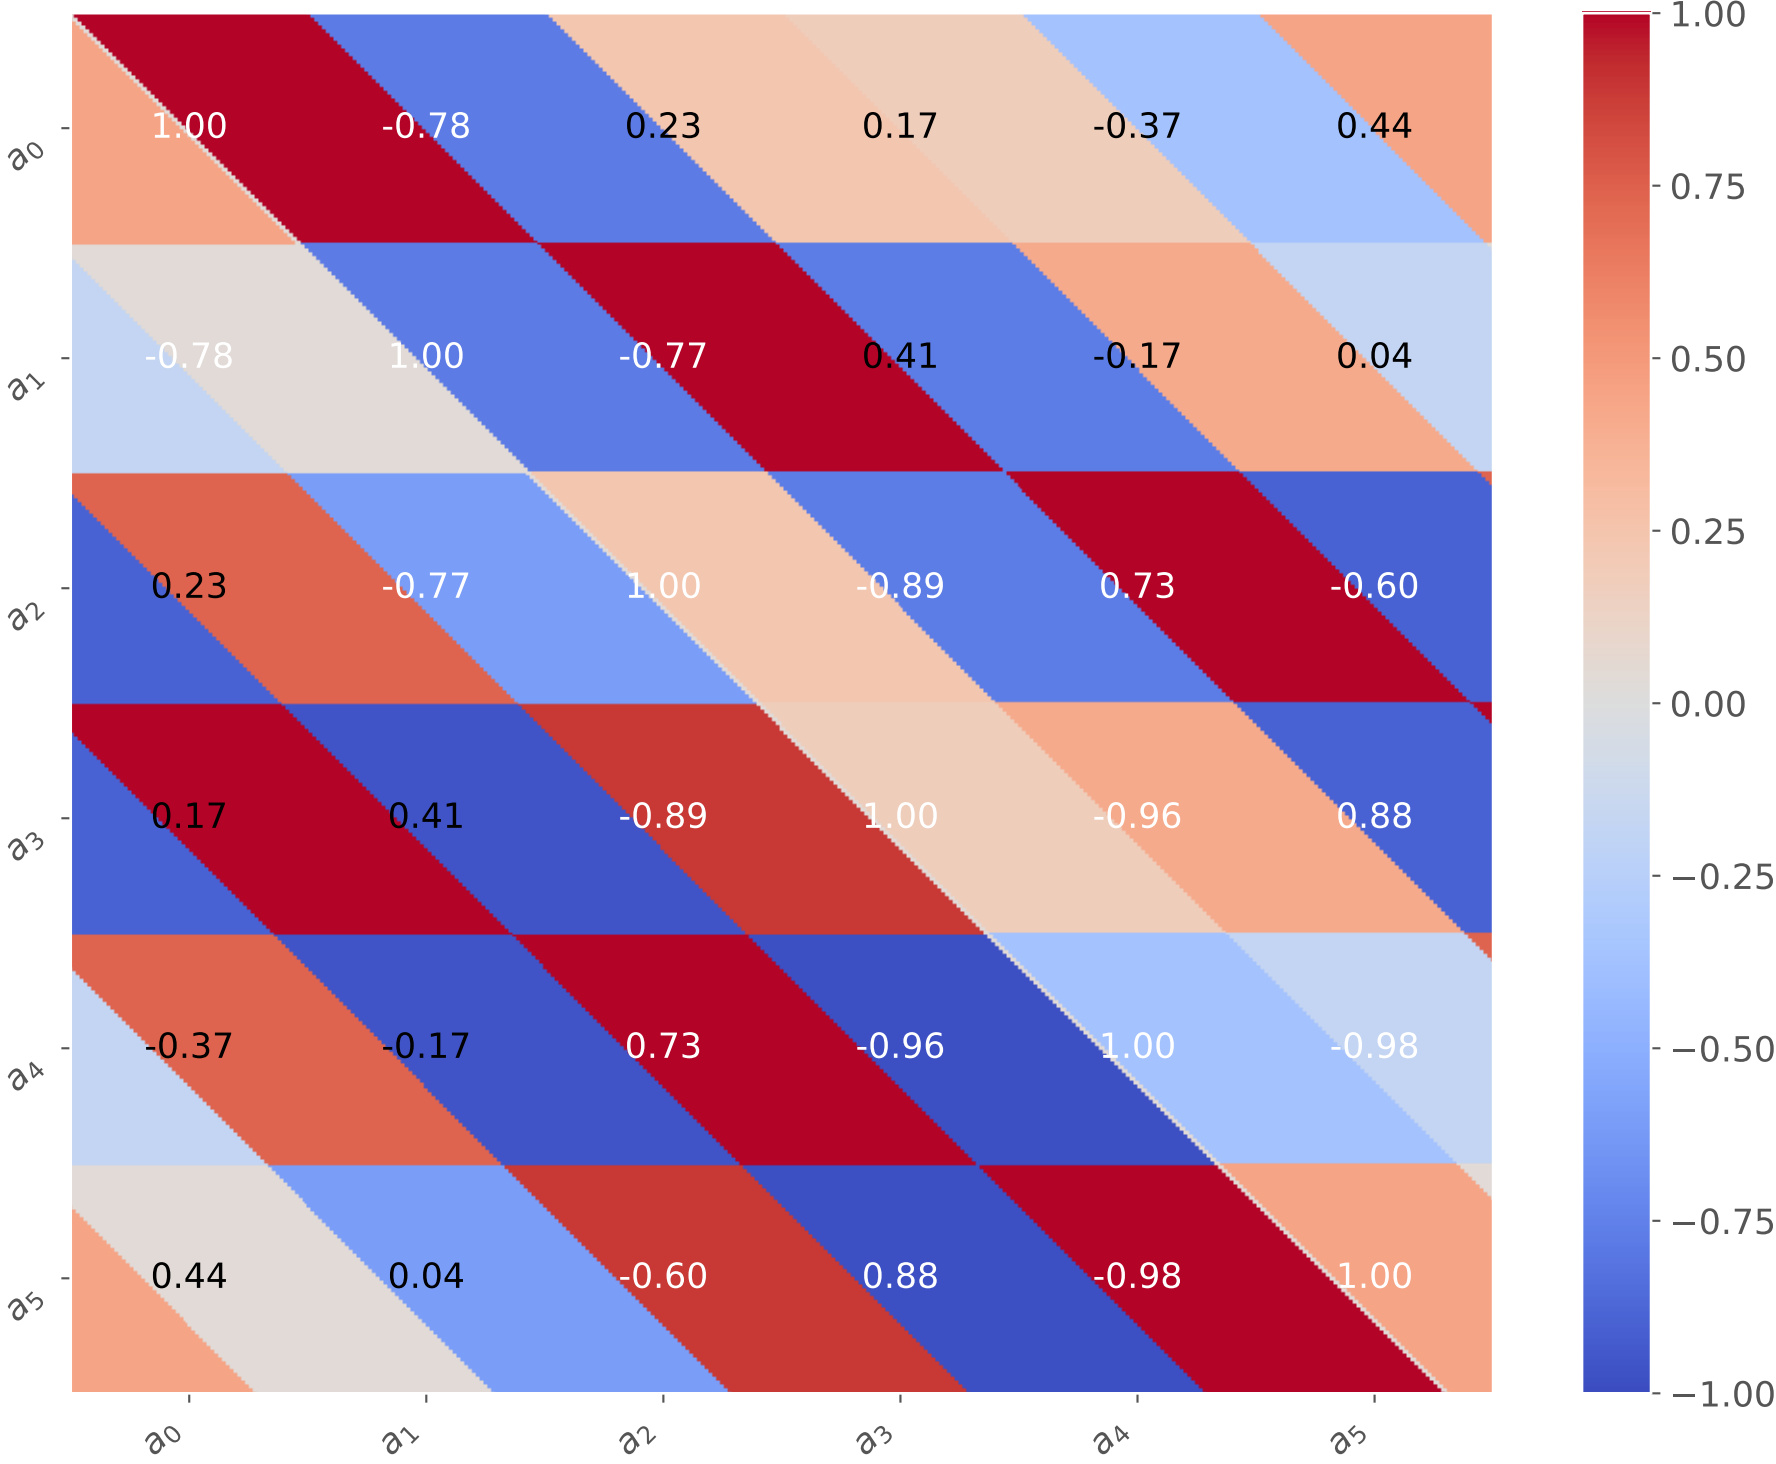 1.00
a0 1.00 -0.78 0.23 0.17 -0.37 0.44
0.75
a1 -0.78 1.00 -0.77 0.41 -0.17 0.04
0.50
a2 0.23 -0.77 1.00 -0.89 0.73 -0.60
0.25
0.00
a3 0.17 0.41 -0.89 1.00 -0.96 0.88
−0.25
a4 -0.37 -0.17 0.73 -0.96 1.00 -0.98
−0.50
−0.75
a5 0.44 0.04 -0.60 0.88 -0.98 1.00
−1.00
a0 a1 a2 a3 a4 a5